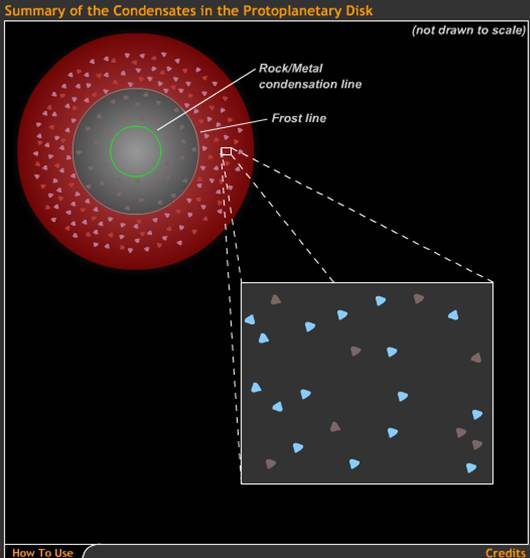 Summary of the Condensates in the Protoplanetary Disk
(not drawn to scale)
Rock/Metal
condensation line
Frost line
How To Use
Credits